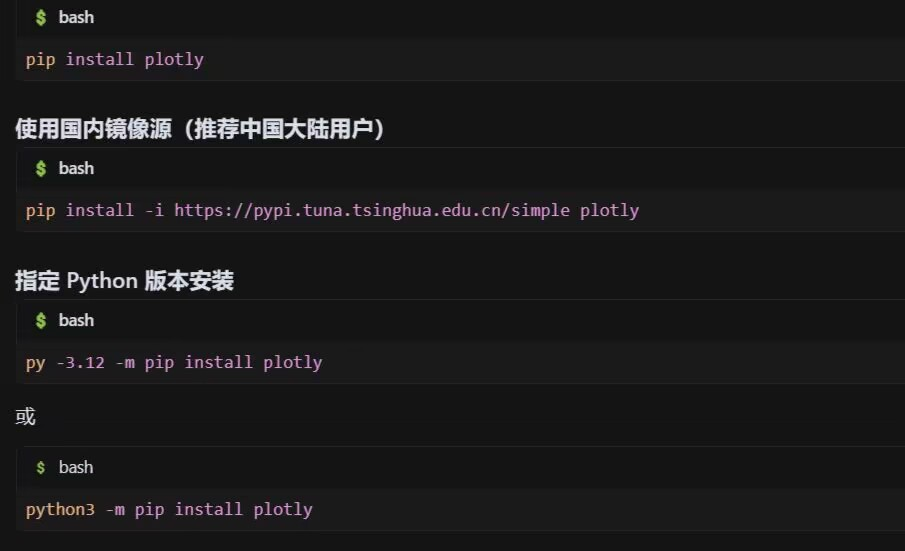 $ bash
pip install plotly
使用国内镜像源（推荐中国大陆用户）
$ bash
pip install -i https://pypi.tuna.tsinghua.edu.cn/simple plotly
指定 Python 版本安装
$ bash
py -3.12 -m pip install plotly
或
$ bash
python3 -m pip install plotly